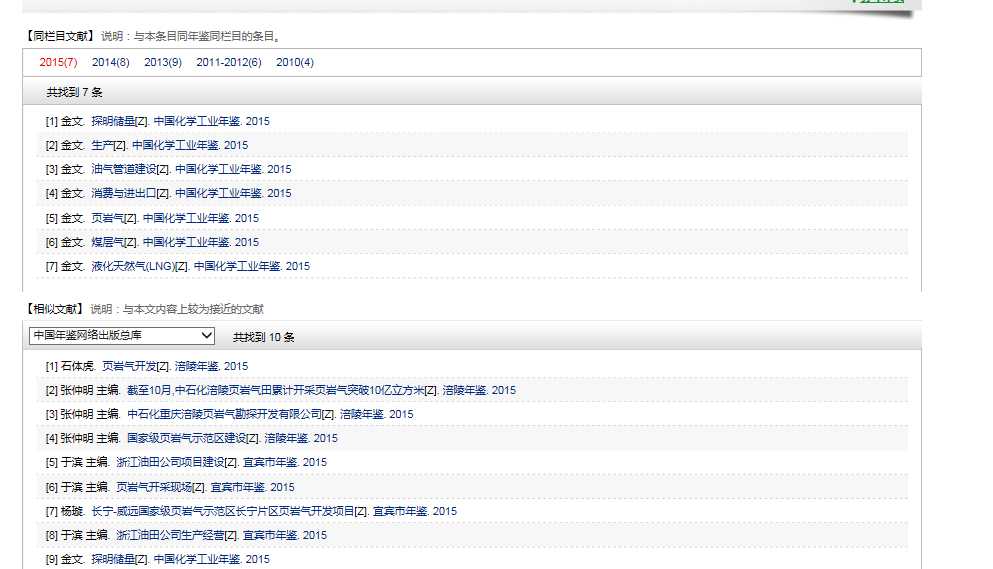 【同栏目文献】 说明：与本条目同年鉴同栏目的条目。
2015(7) 2014(8) 2013(9) 2011-2012(6) 2010(4)
共找到 7 条
[1] 金文. 探明储量[Z]. 中国化学工业年鉴. 2015
[2] 金文. 生产[Z]. 中国化学工业年鉴. 2015
[3] 金文. 油气管道建设[Z]. 中国化学工业年鉴. 2015
[4] 金文. 消费与进出口[Z]. 中国化学工业年鉴. 2015
[5] 金文. 页岩气[Z]. 中国化学工业年鉴. 2015
[6] 金文. 煤层气[Z]. 中国化学工业年鉴. 2015
[7] 金文. 液化天然气(LNG)[Z]. 中国化学工业年鉴. 2015
【相似文献】 说明：与本文内容上较为接近的文献
中国年鉴网络出版总库 共找到 10 条
[1] 石体虎. 页岩气开发[Z]. 涪陵年鉴. 2015
[2] 张仲明 主编. 截至10月,中石化涪陵页岩气田累计开采页岩气突破10亿立方米[Z]. 涪陵年鉴. 2015
[3] 张仲明 主编. 中石化重庆涪陵页岩气勘探开发有限公司[Z]. 涪陵年鉴. 2015
[4] 张仲明 主编. 国家级页岩气示范区建设[Z]. 涪陵年鉴. 2015
[5] 于滨 主编. 浙江油田公司项目建设[Z]. 宜宾市年鉴. 2015
[6] 于滨 主编. 页岩气开采现场[Z]. 宜宾市年鉴. 2015
[7] 杨璇. 长宁-威远国家级页岩气示范区长宁片区页岩气开发项目[Z]. 宜宾市年鉴. 2015
[8] 于滨 主编. 浙江油田公司生产经营[Z]. 宜宾市年鉴. 2015
[9] 金文. 探明储量[Z]. 中国化学工业年鉴. 2015